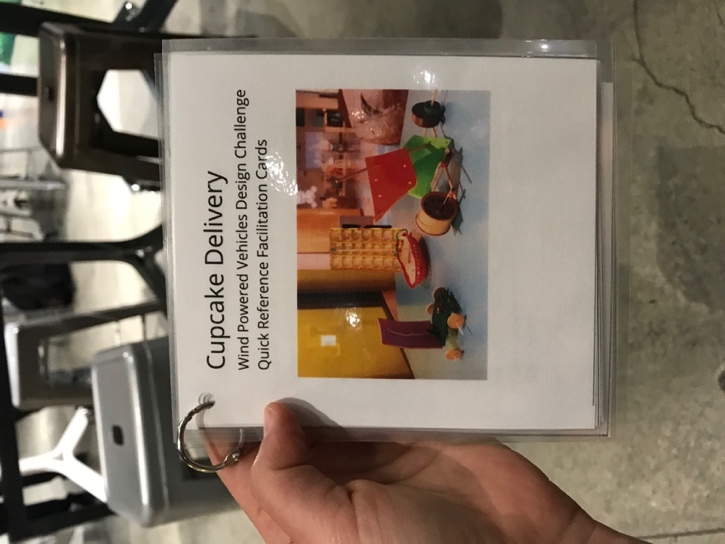 Cupcake Delivery
Wind Powered Vehicles Design Challenge
Quick Reference Facilitation Cards